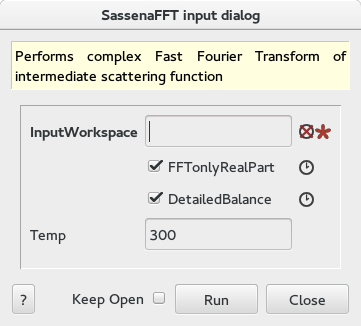 SassenaFFT input dialog
Performs complex Fast Fourier Transform of
intermediate scattering function
InputWorkspace
FFTonlyRealPart
DetailedBalance
Temp 300
? Keep Open Run Close